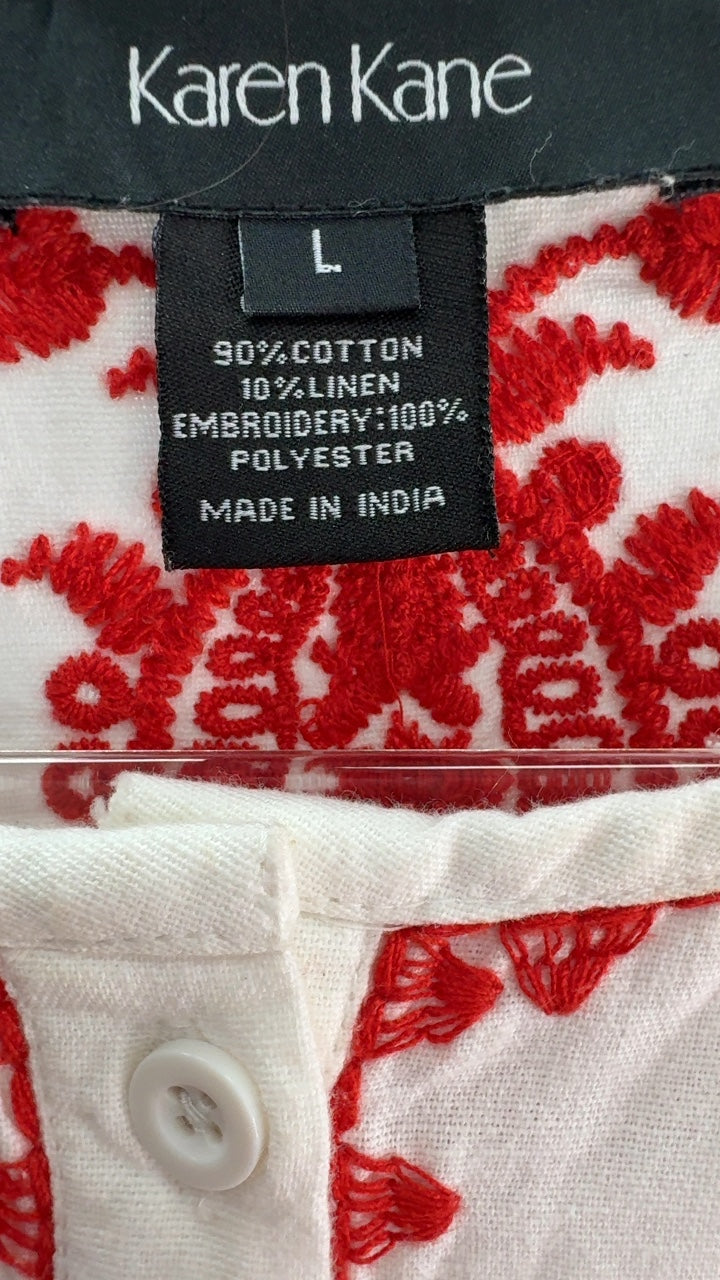 Karen Kane
L
90% COTTON
10% LINEN
EMBROIDERY:100%
POLYESTER
MADE IN INDIA